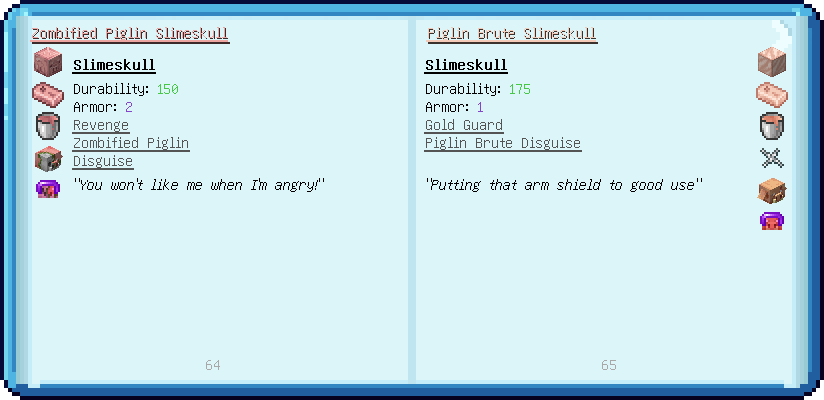 Zombified Piglin Slimeskull
Slimeskull
Durability: 150
Armor: 2
Revenge
Zombified Piglin
Disguise
"You won't like me when I'm angry!"
64
Piglin Brute Slimeskull
Slimeskull
Durability: 175
Armor: 1
Gold Guard
Piglin Brute Disguise
"Putting that arm shield to good use"
65